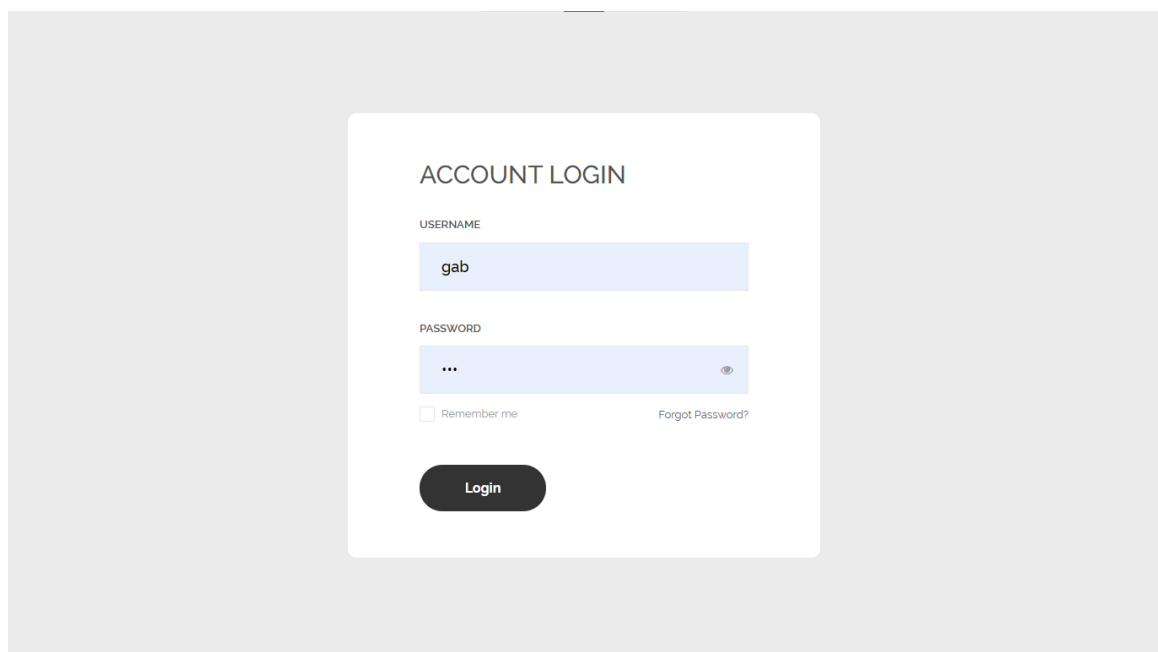 ACCOUNT LOGIN
USERNAME
gab
PASSWORD
•••
Remember me Forgot Password?
Login